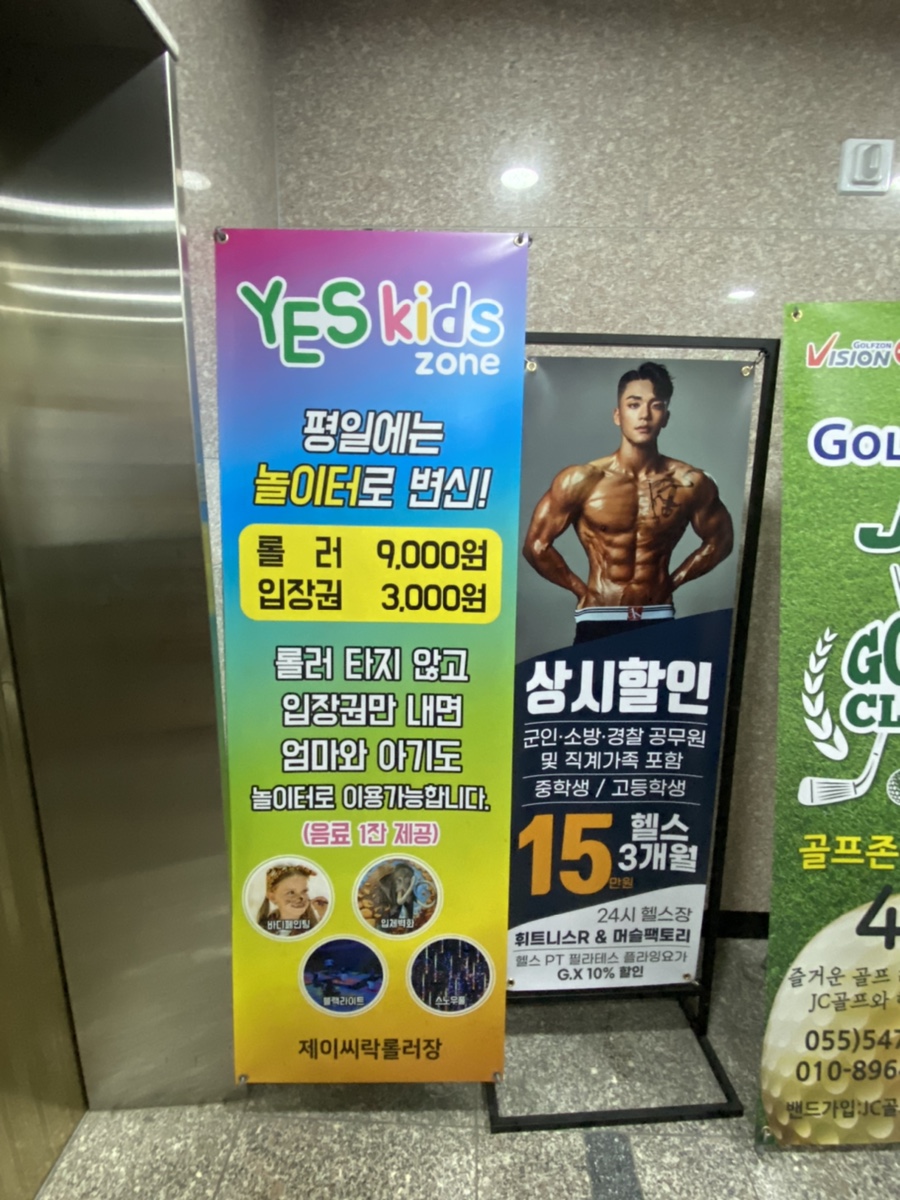 YES kids
zone
평일에는
놀이터로 변신!
롤 러 9,000원
입장권 3,000원
롤러 타지 않고
입장권만 내면
엄마와 아기도
놀이터로 이용가능합니다.
(음료 1잔 제공)
바디페인팅
입체벽화
블랙라이트
스노우폴
제이씨락롤러장
상시할인
군인·소방·경찰 공무원
및 직계가족 포함
중학생 / 고등학생
15만원
헬스
3개월
24시 헬스장
휘트니스R & 머슬팩토리
헬스 PT 필라테스 플라잉요가
G.X 10% 할인
GOLFZON
VISION
GOL
J
GO
CL
골프존
4
즐거운 골프
JC골프와
055)547
010-896
밴드가입:JC골